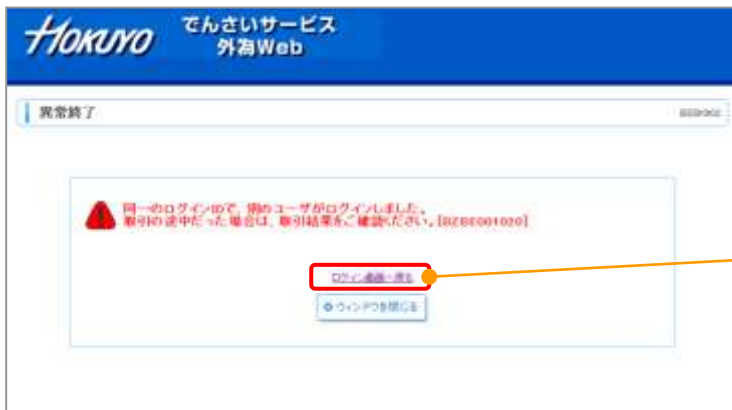 HOKUYO
でんさいサービス
外為Web
異常終了
同一のログインIDで、別のユーザがログインしました。
取引の途中だった場合は、取引結果をご確認ください。[BZBE001020]
ログイン画面へ戻る
ウィンドウを閉じる